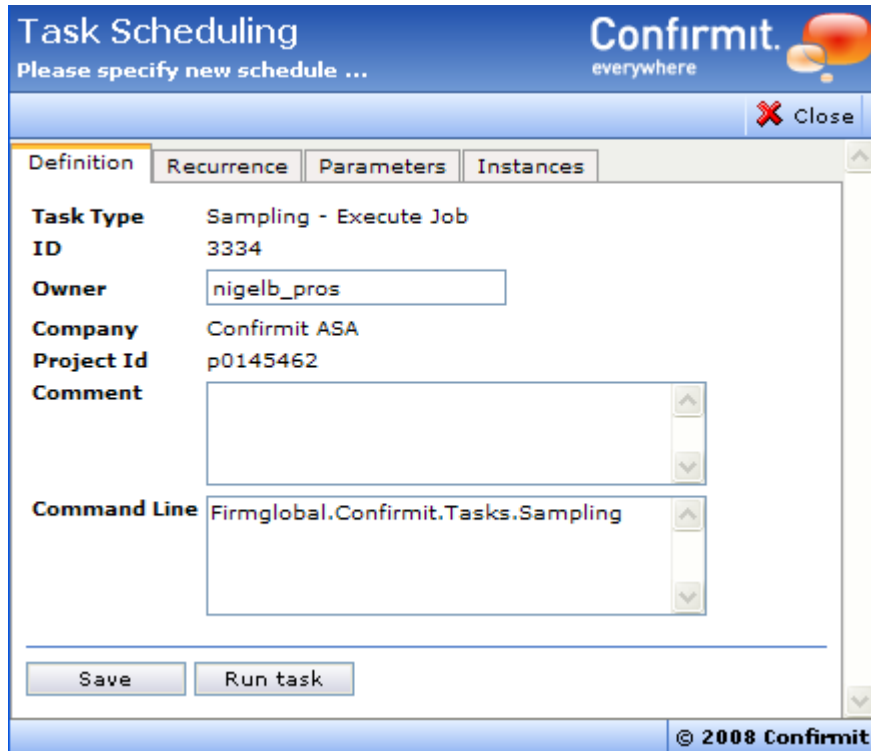 Task Scheduling
Please specify new schedule ...
Confirmit.
everywhere
Close
Definition Recurrence Parameters Instances
Task Type Sampling - Execute Job
ID 3334
Owner nigelb_pros
Company Confirmit ASA
Project Id p0145462
Comment
Command Line Firmglobal.Confirmit.Tasks.Sampling
Save Run task
© 2008 Confirmit